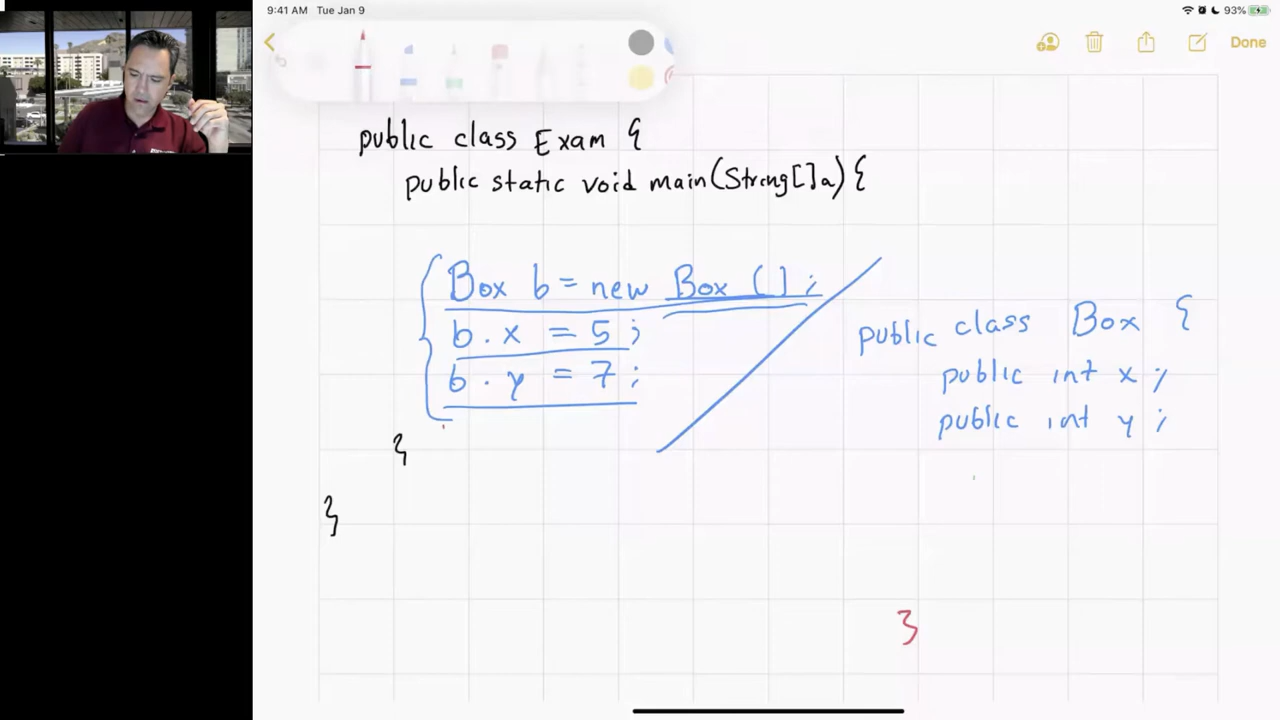 9:41 AM Tue Jan 9
93%
Done
public class Exam {
public static void main(String[]a){
{ Box b = new Box ();
b.x = 5;
b.y = 7;
}
}
public class Box {
public int x;
public int y;
}